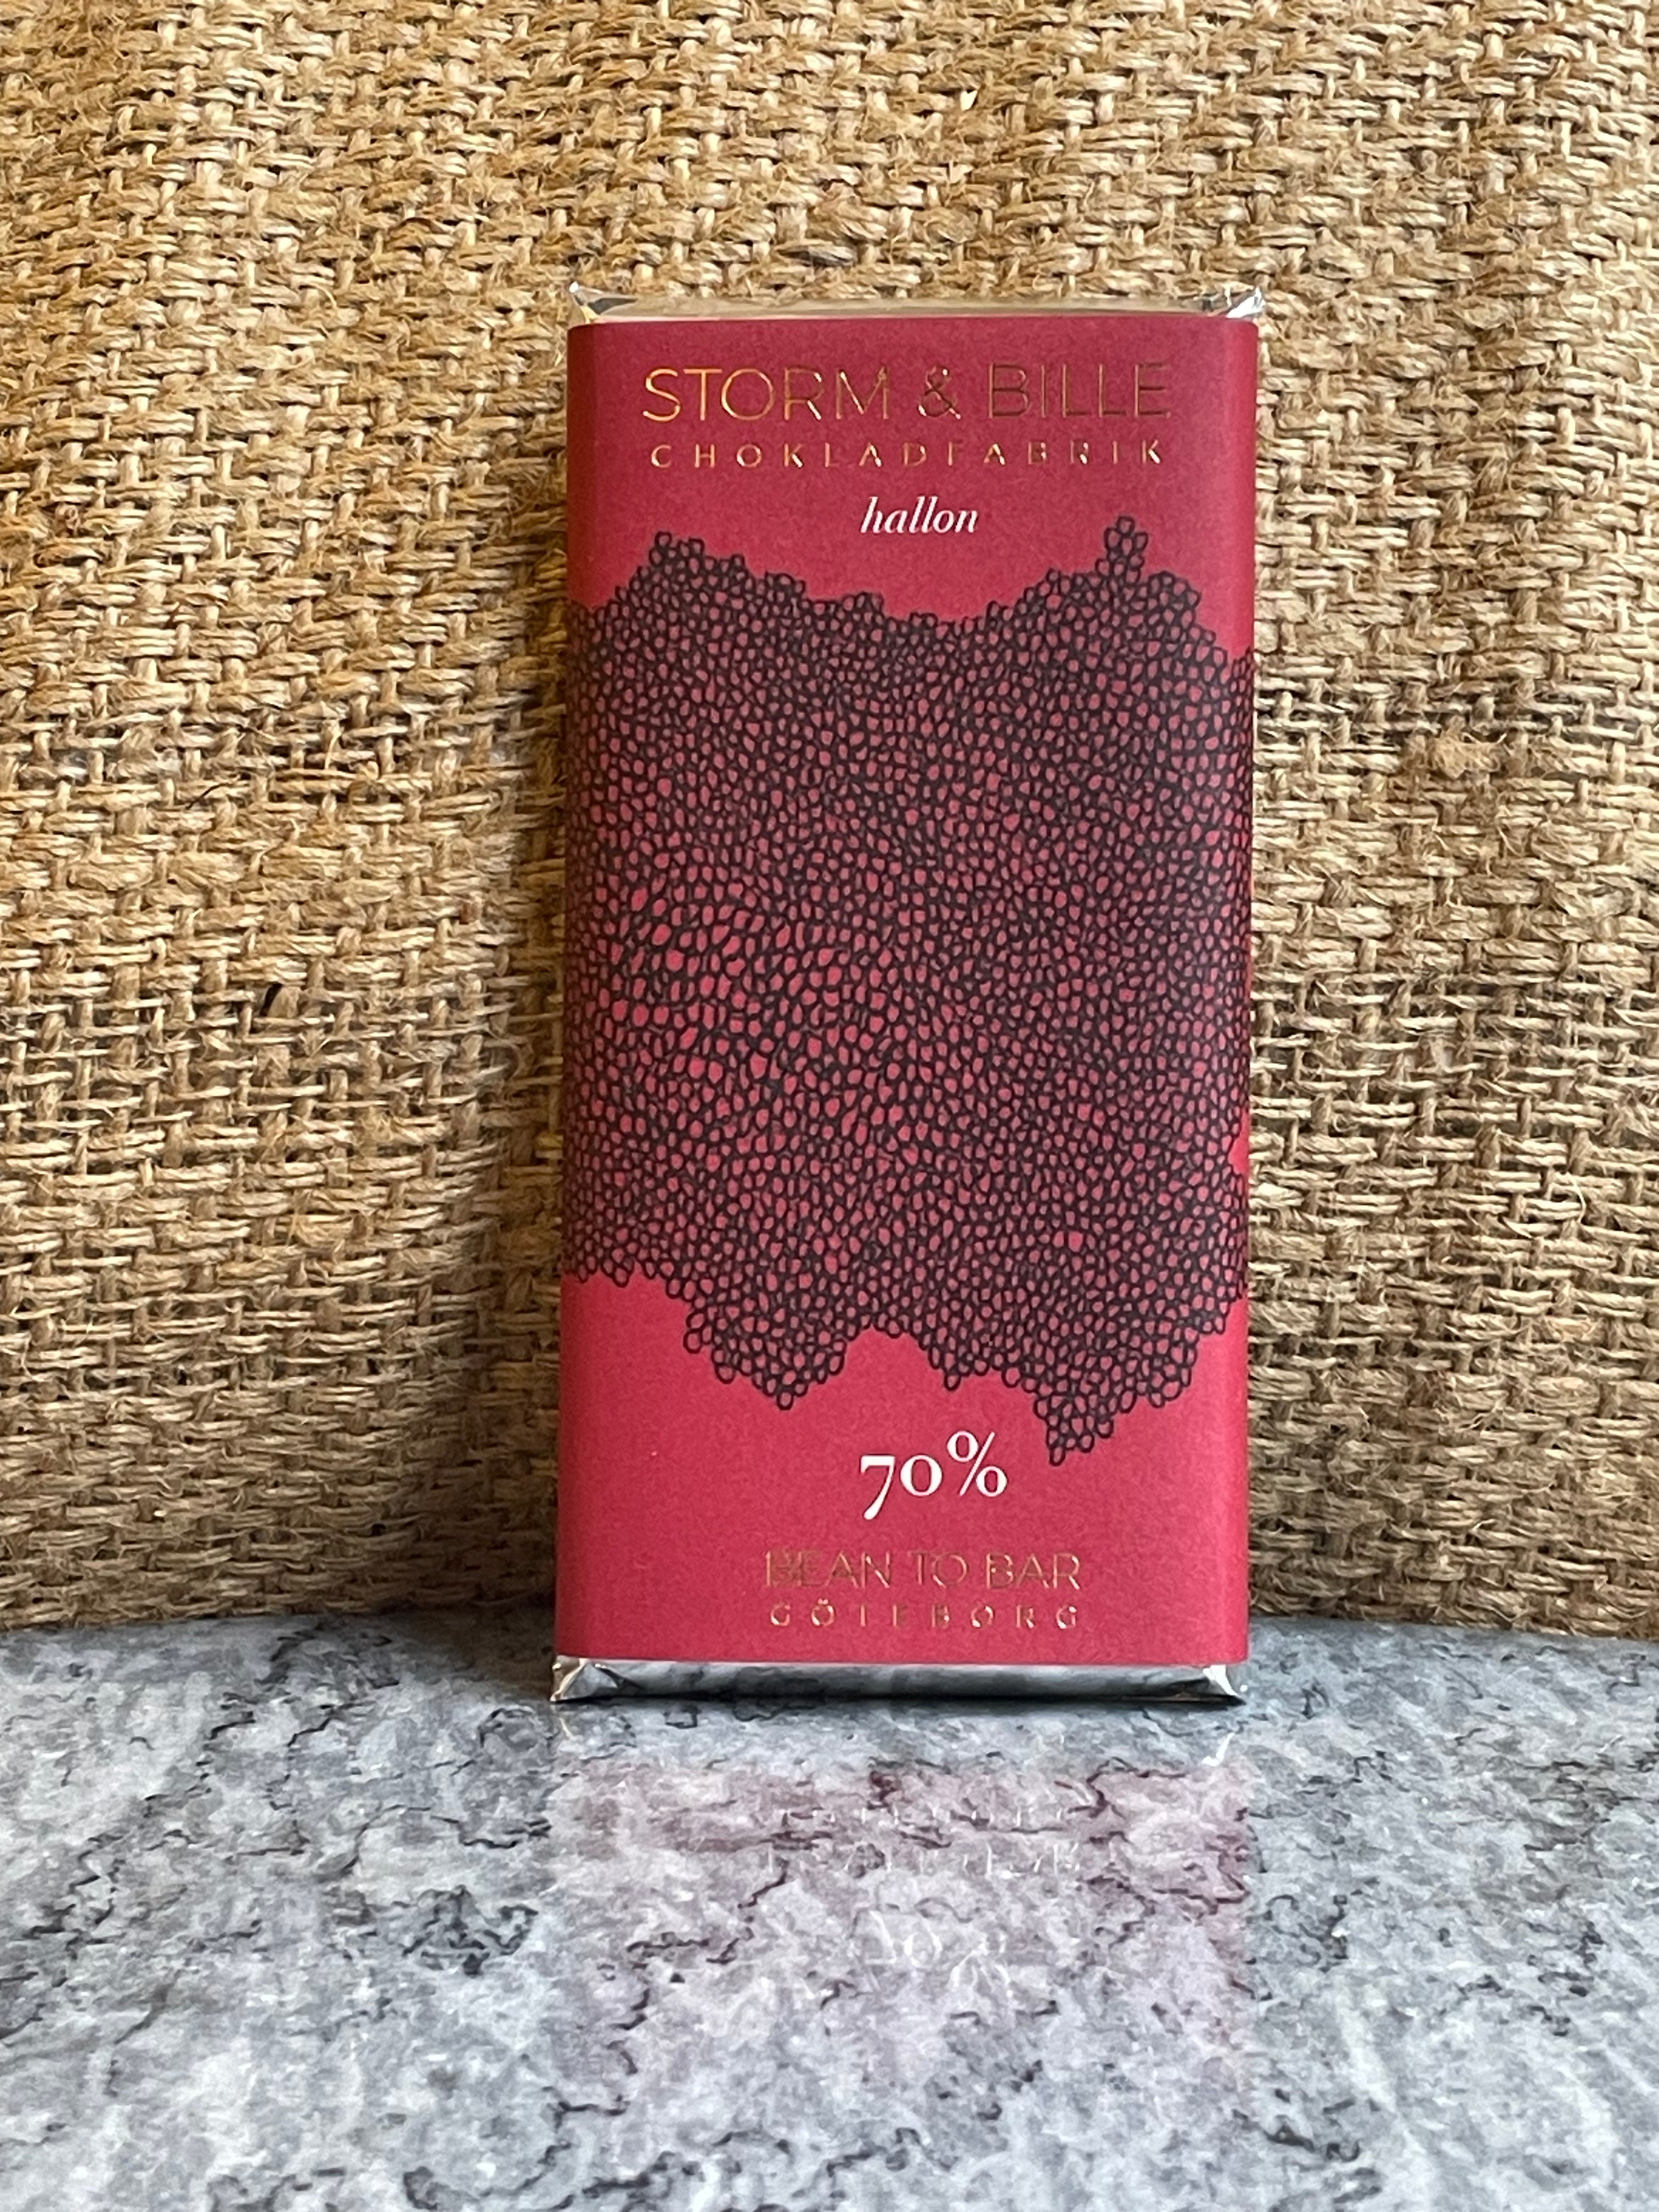 STORM & BILLE
CHOKLADFABRIK
hallon
70%
BEAN TO BAR
GÖTEBORG